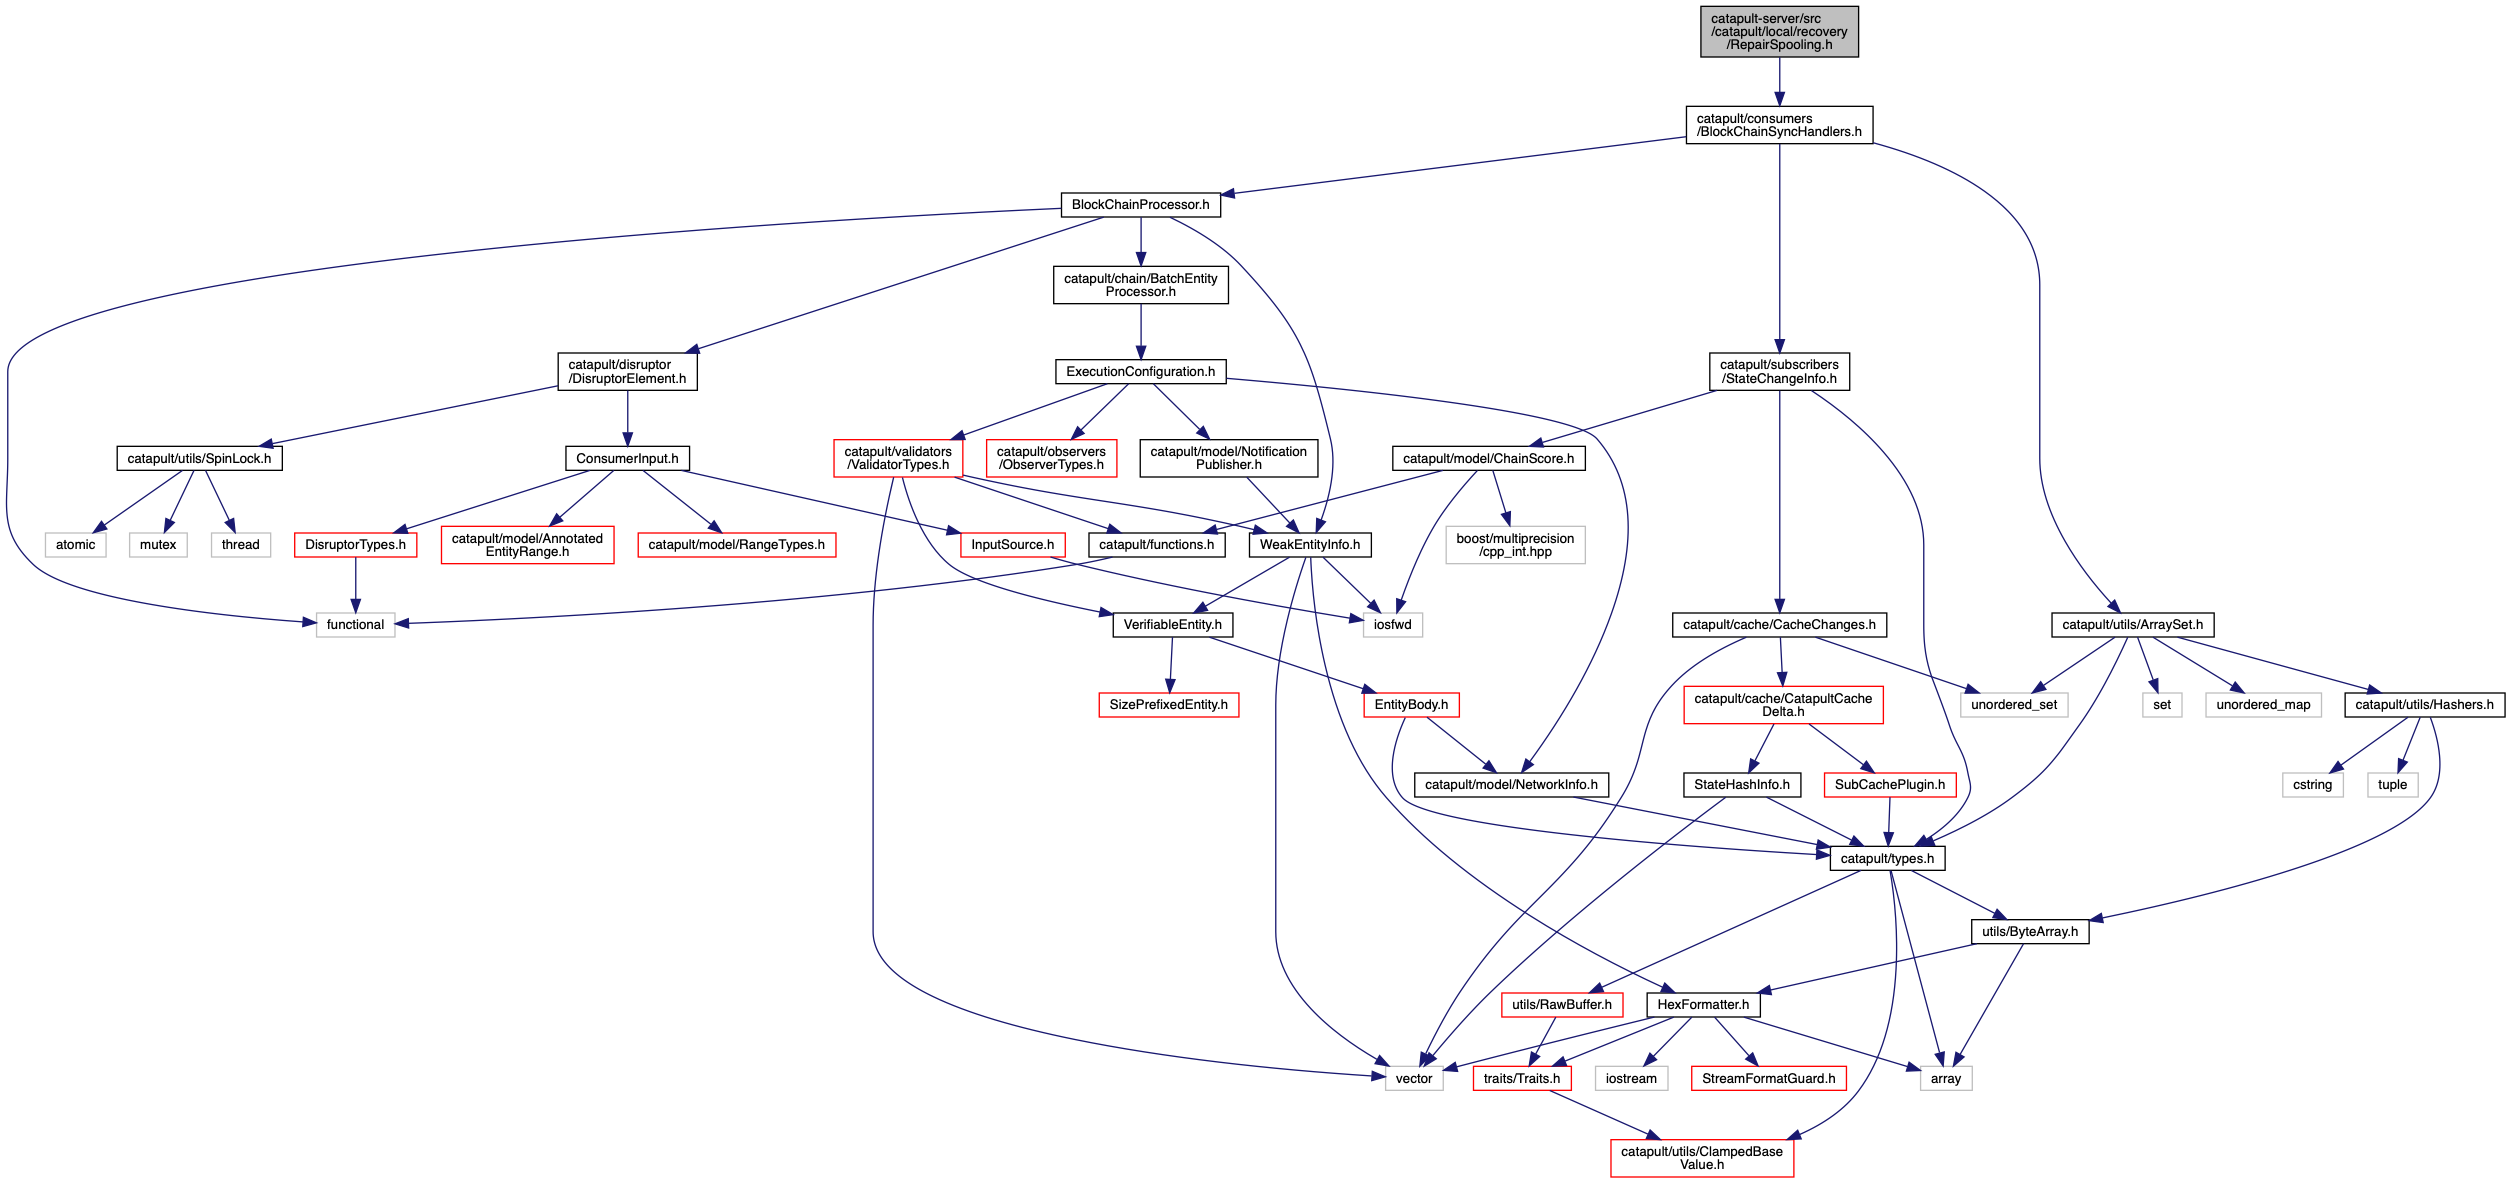 catapult-server/src
/catapult/local/recovery
/RepairSpooling.h
catapult/consumers
/BlockChainSyncHandlers.h
BlockChainProcessor.h
catapult/chain/BatchEntity
Processor.h
catapult/disruptor
/DisruptorElement.h
ExecutionConfiguration.h
catapult/subscribers
/StateChangeInfo.h
catapult/utils/SpinLock.h
ConsumerInput.h
catapult/validators
/ValidatorTypes.h
catapult/observers
/ObserverTypes.h
catapult/model/Notification
Publisher.h
catapult/model/ChainScore.h
atomic
mutex
thread
DisruptorTypes.h
catapult/model/Annotated
EntityRange.h
catapult/model/RangeTypes.h
InputSource.h
catapult/functions.h
WeakEntityInfo.h
boost/multiprecision
/cpp_int.hpp
functional
VerifiableEntity.h
iosfwd
catapult/cache/CacheChanges.h
catapult/utils/ArraySet.h
SizePrefixedEntity.h
EntityBody.h
catapult/cache/CatapultCache
Delta.h
unordered_set
set
unordered_map
catapult/utils/Hashers.h
catapult/model/NetworkInfo.h
StateHashInfo.h
SubCachePlugin.h
cstring
tuple
catapult/types.h
utils/ByteArray.h
utils/RawBuffer.h
HexFormatter.h
vector
traits/Traits.h
iostream
StreamFormatGuard.h
array
catapult/utils/ClampedBase
Value.h